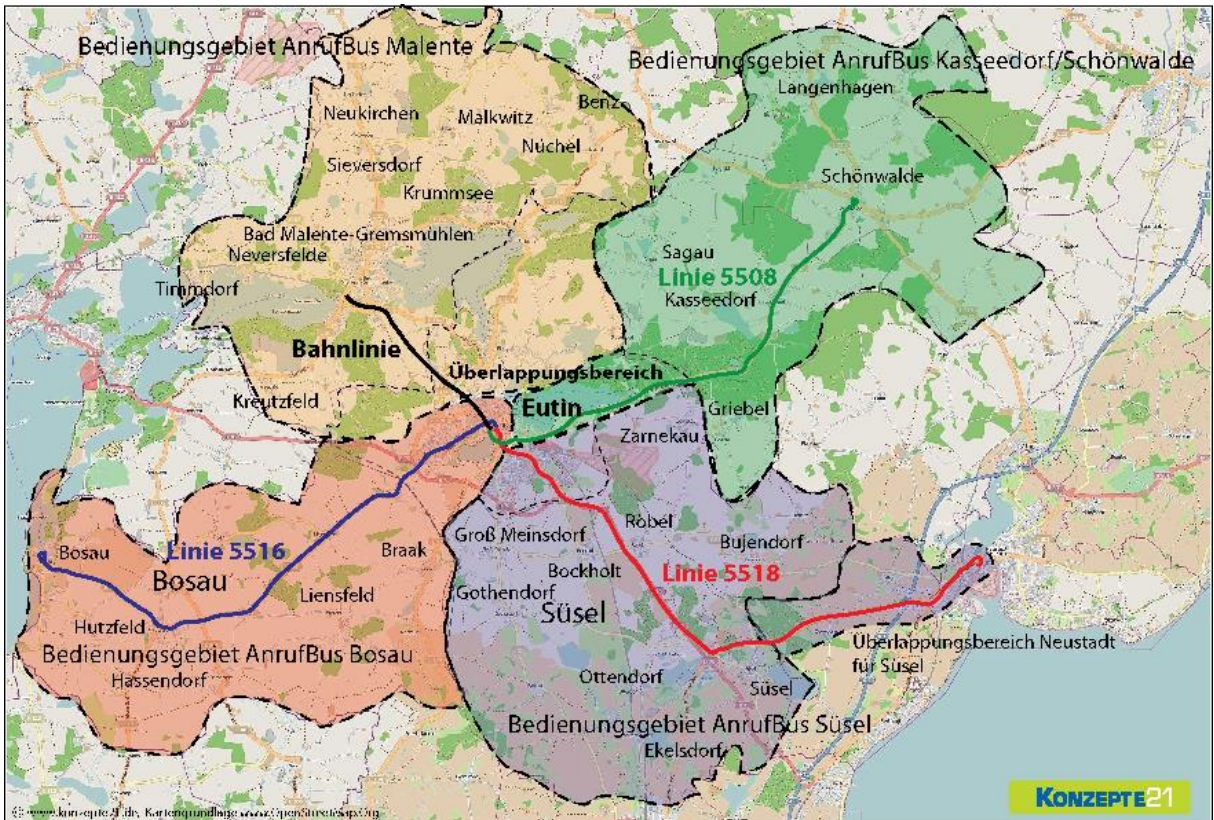 Bedienungsgebiet AnrufBus Malente
Bedienungsgebiet AnrufBus Kasseedorf/Schönwalde
Langenhagen
Benz
Neukirchen
Malkwitz
Nüchel
Sieversdorf
Schönwalde
Krummsee
Bad Malente-Gremsmühlen
Neversfelde
Sagau
Linie 5508
Timmdorf
Kasseedorf
Bahnlinie
Überlappungsbereich
Kreutzfeld
Eutin
Griebel
Zarnekau
Röbel
Groß Meinsdorf
Bujendorf
Bosau
Linie 5516
Braak
Bockholt
Linie 5518
Bosau
Liensfeld
Gothendorf
Süsel
Hutzfeld
Überlappungsbereich Neustadt
für Süsel
Bedienungsgebiet AnrufBus Bosau
Hassendorf
Ottendorf
Süsel
Bedienungsgebiet AnrufBus Süsel
Ekelsdorf
KONZEPTE21